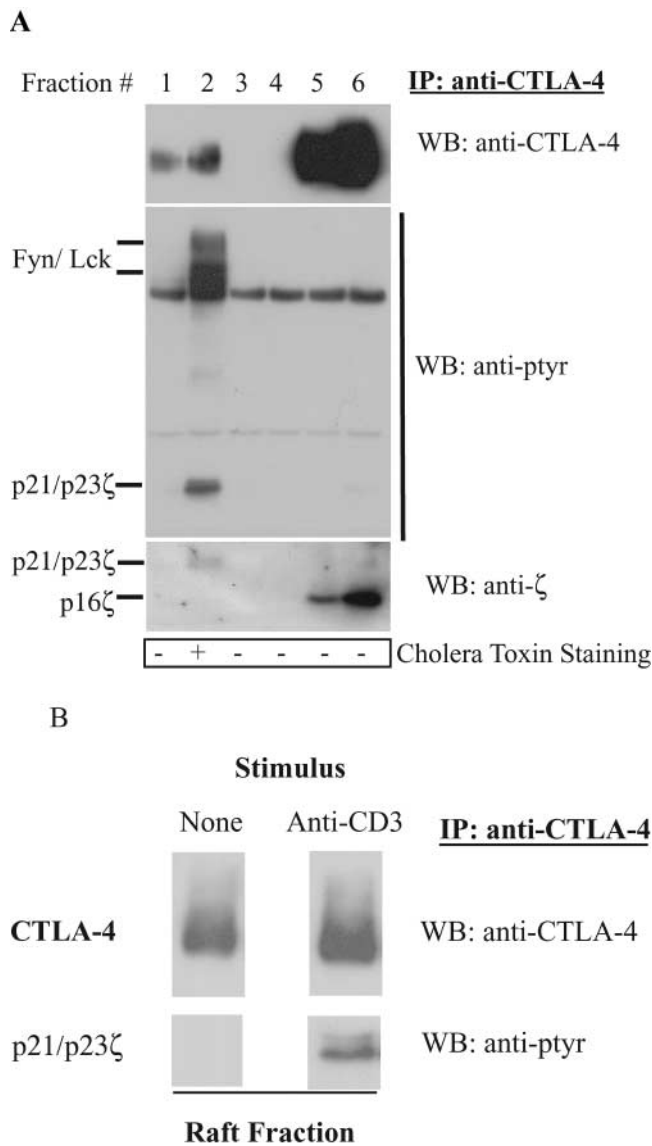 A
Fraction # 1 2 3 4 5 6 IP: anti-CTLA-4
WB: anti-CTLA-4
Fyn/ Lck
WB: anti-ptyr
p21/p23ζ
p21/p23ζ
WB: anti-ζ
p16ζ
- + - - - - Cholera Toxin Staining
B
Stimulus
None Anti-CD3 IP: anti-CTLA-4
CTLA-4 WB: anti-CTLA-4
p21/p23ζ WB: anti-ptyr
Raft Fraction